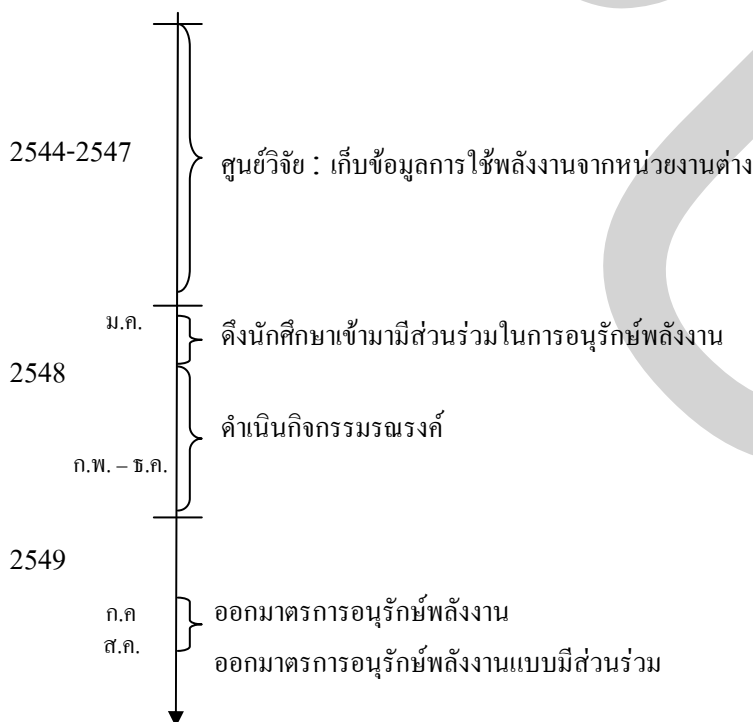 2544-2547
ศูนย์วิจัย : เก็บข้อมูลการใช้พลังงานจากหน่วยงานต่าง
ม.ค.
ดึงนักศึกษาเข้ามามีส่วนร่วมในการอนุรักษ์พลังงาน
2548
ดำเนินกิจกรรมรณรงค์
ก.พ. – ธ.ค.
2549
ก.ค
ออกมาตรการอนุรักษ์พลังงาน
ส.ค.
ออกมาตรการอนุรักษ์พลังงานแบบมีส่วนร่วม